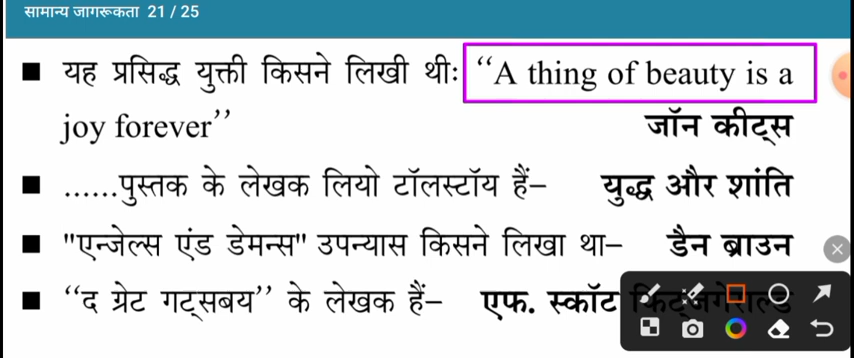 सामान्य जागरूकता 21 / 25
■ यह प्रसिद्ध युक्ती किसने लिखी थीः “A thing of beauty is a
joy forever” जॉन कीट्स
■ ......पुस्तक के लेखक लियो टॉलस्टॉय हैं– युद्ध और शांति
■ "एन्जेल्स एंड डेमन्स" उपन्यास किसने लिखा था– डैन ब्राउन
■ “द ग्रेट गट्सबय” के लेखक हैं– एफ. स्कॉट